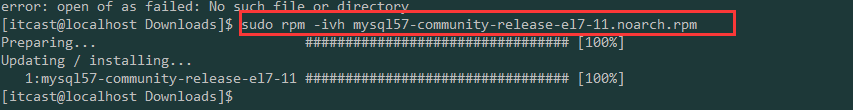 error: open of as failed: No such file or directory
[itcast@localhost Downloads]$ sudo rpm -ivh mysql57-community-release-el7-11.noarch.rpm
Preparing...                          ################################# [100%]
Updating / installing...
   1:mysql57-community-release-el7-11 ################################# [100%]
[itcast@localhost Downloads]$